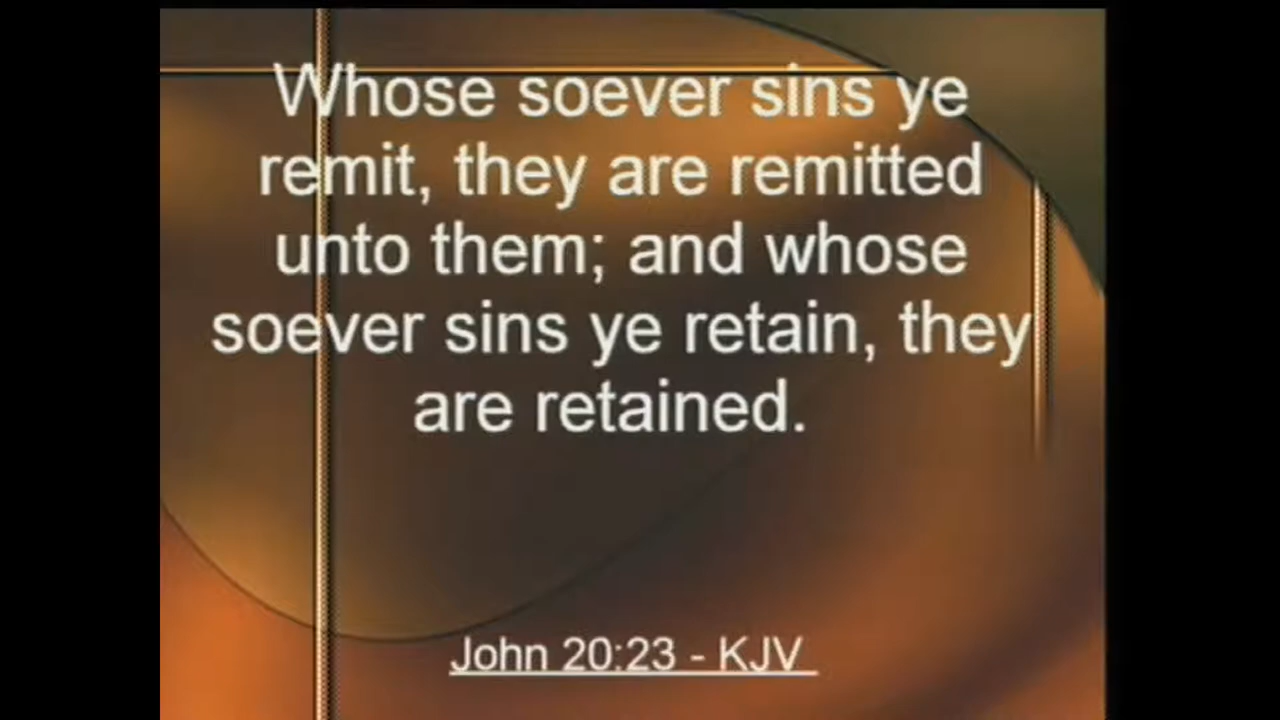 Whose soever sins ye
remit, they are remitted
unto them; and whose
soever sins ye retain, they
are retained.
John 20:23 - KJV